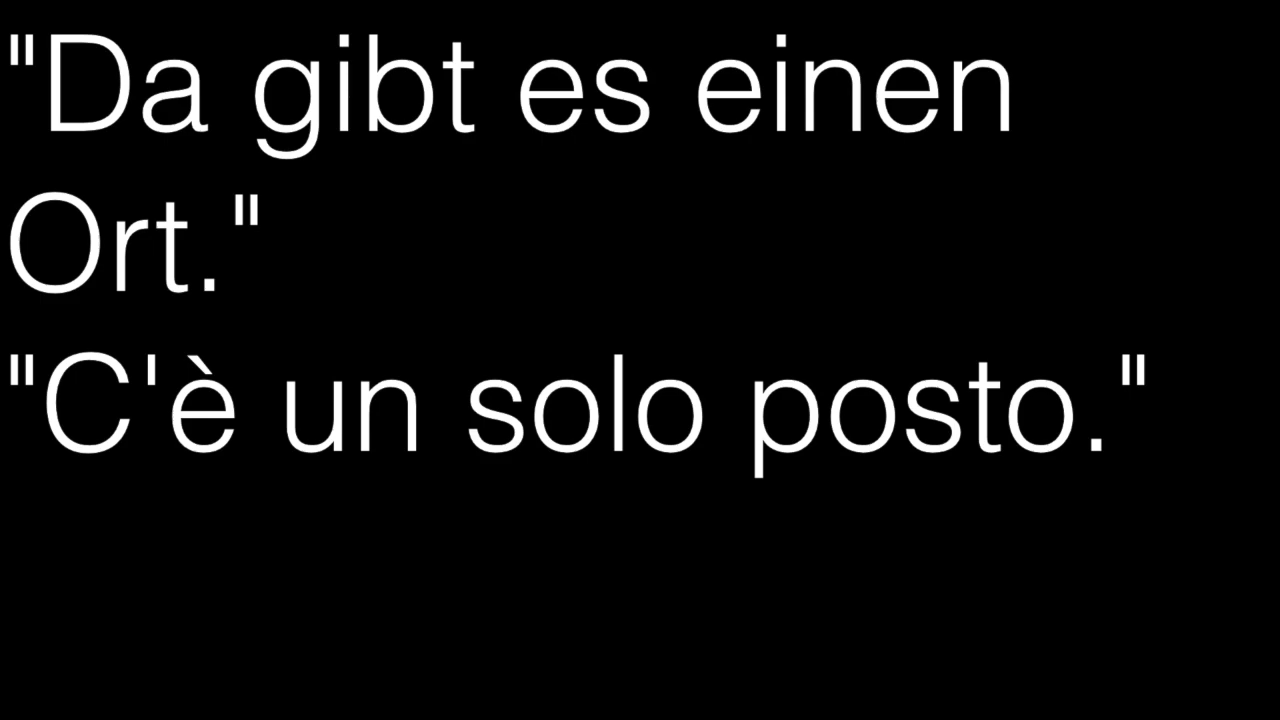 "Da gibt es einen
Ort."
"C'è un solo posto."